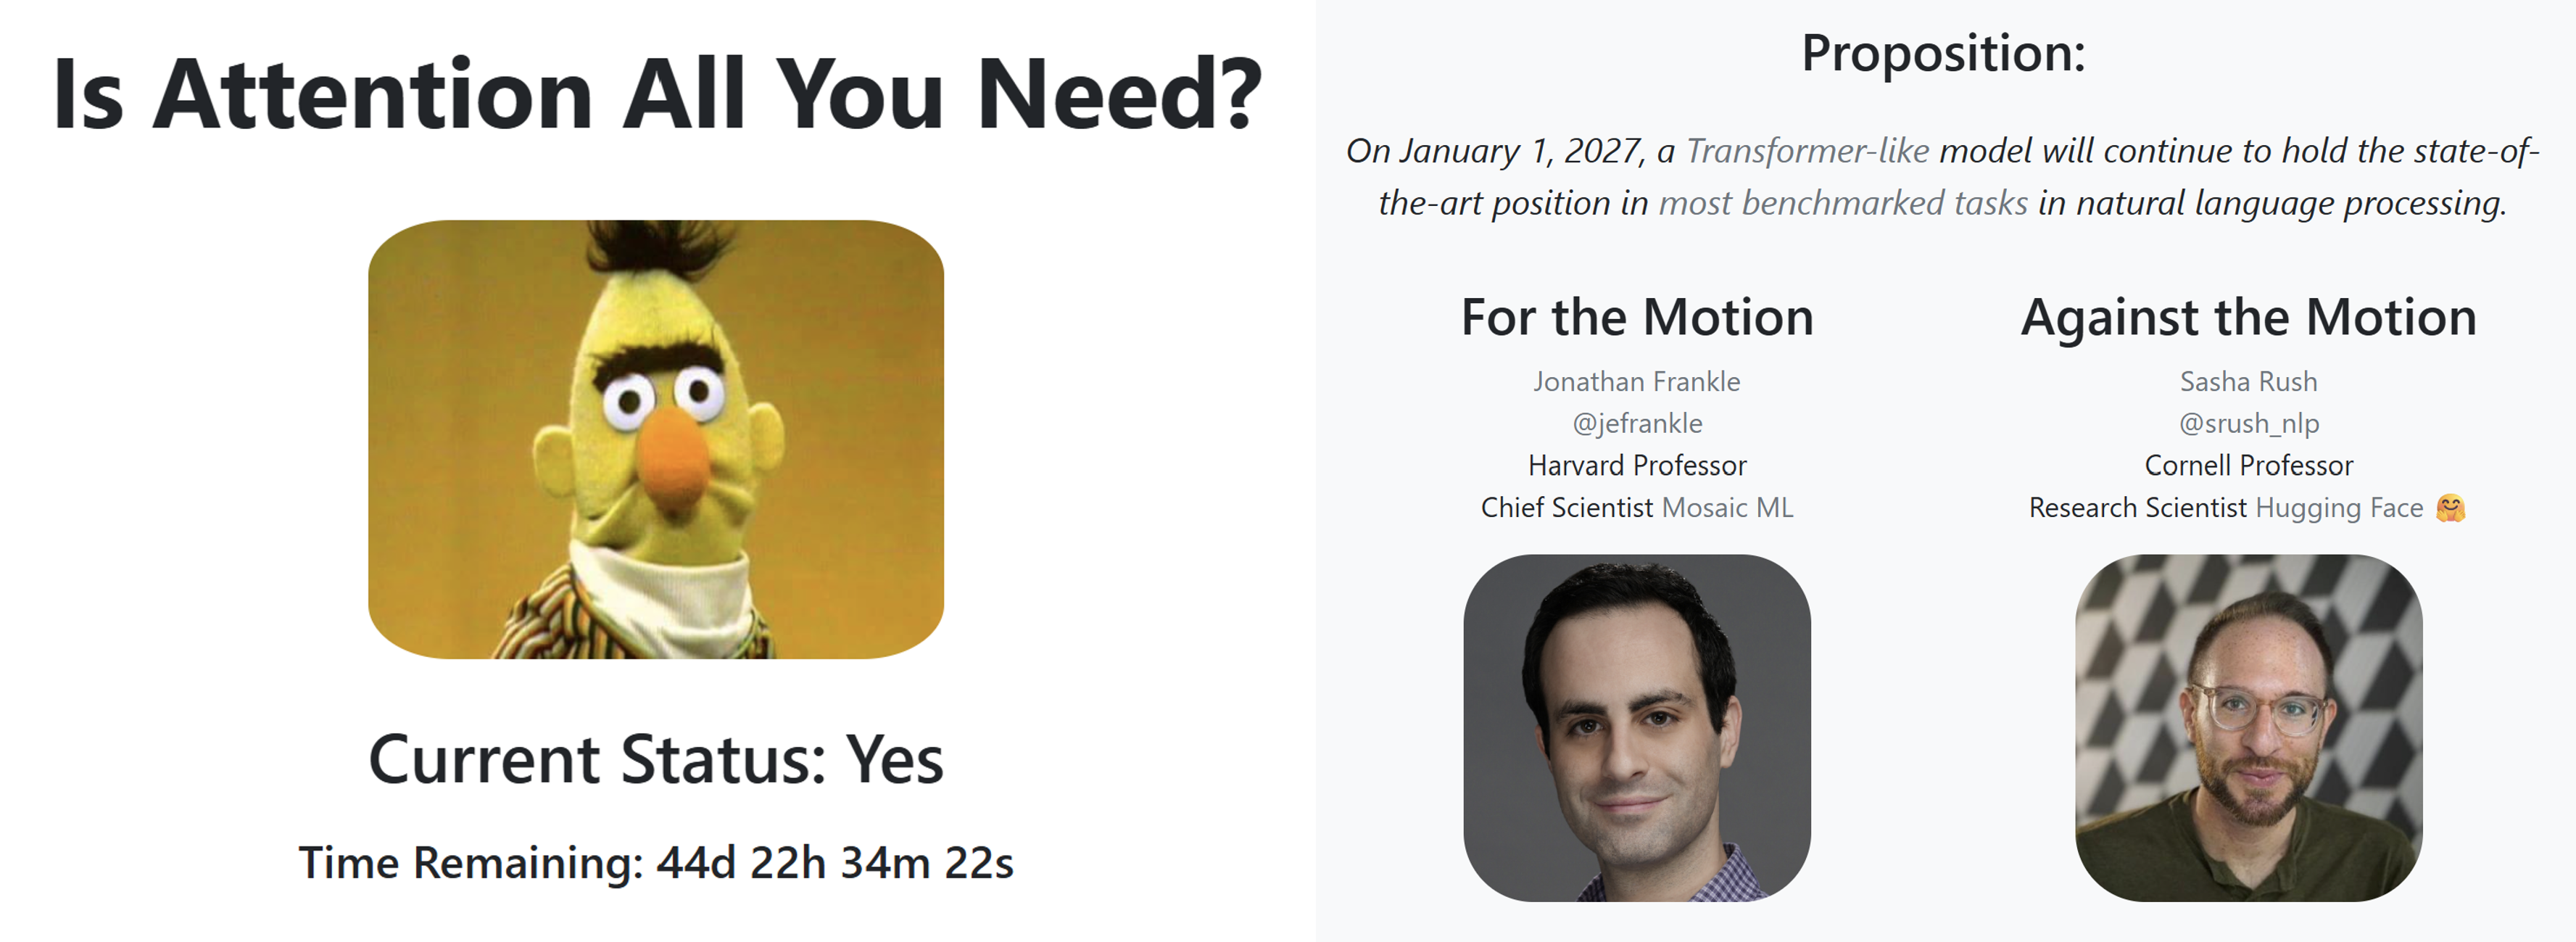 Is Attention All You Need?
Current Status: Yes
Time Remaining: 44d 22h 34m 22s
Proposition:
On January 1, 2027, a Transformer-like model will continue to hold the state-of-
the-art position in most benchmarked tasks in natural language processing.
For the Motion
Jonathan Frankle
@jefrankle
Harvard Professor
Chief Scientist Mosaic ML
Against the Motion
Sasha Rush
@srush_nlp
Cornell Professor
Research Scientist Hugging Face 🤗